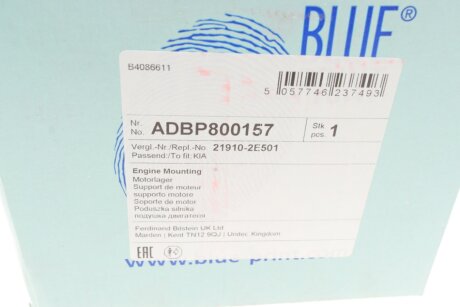 BLUE®
B4086611
5 057746 237493
Nr.
No. ADBP800157 Stk pcs. 1
Vergl.-Nr./Repl.-No. 21910-2E501
Passend:/To fit:KIA
Engine Mounting
Motorlager
Support de moteur
supporto motore
Soporte de motor
Poduszka silnika
подушка двигателя
Ferdinand Bilstein UK Ltd
Marden | Kent TN12 9QJ | United Kingdom
EAC
www.blue-print.com